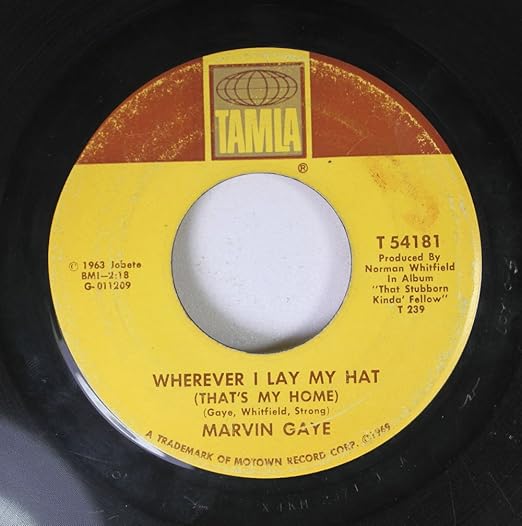 TAMLA
®
© 1963 Jobete
BMI-2:18
G-011209
T 54181
Produced By
Norman Whitfield
In Album
"That Stubborn
Kinda' Fellow"
T 239
WHEREVER I LAY MY HAT
(THAT'S MY HOME)
(Gaye, Whitfield, Strong)
MARVIN GAYE
A TRADEMARK OF MOTOWN RECORD CORP. ©1969